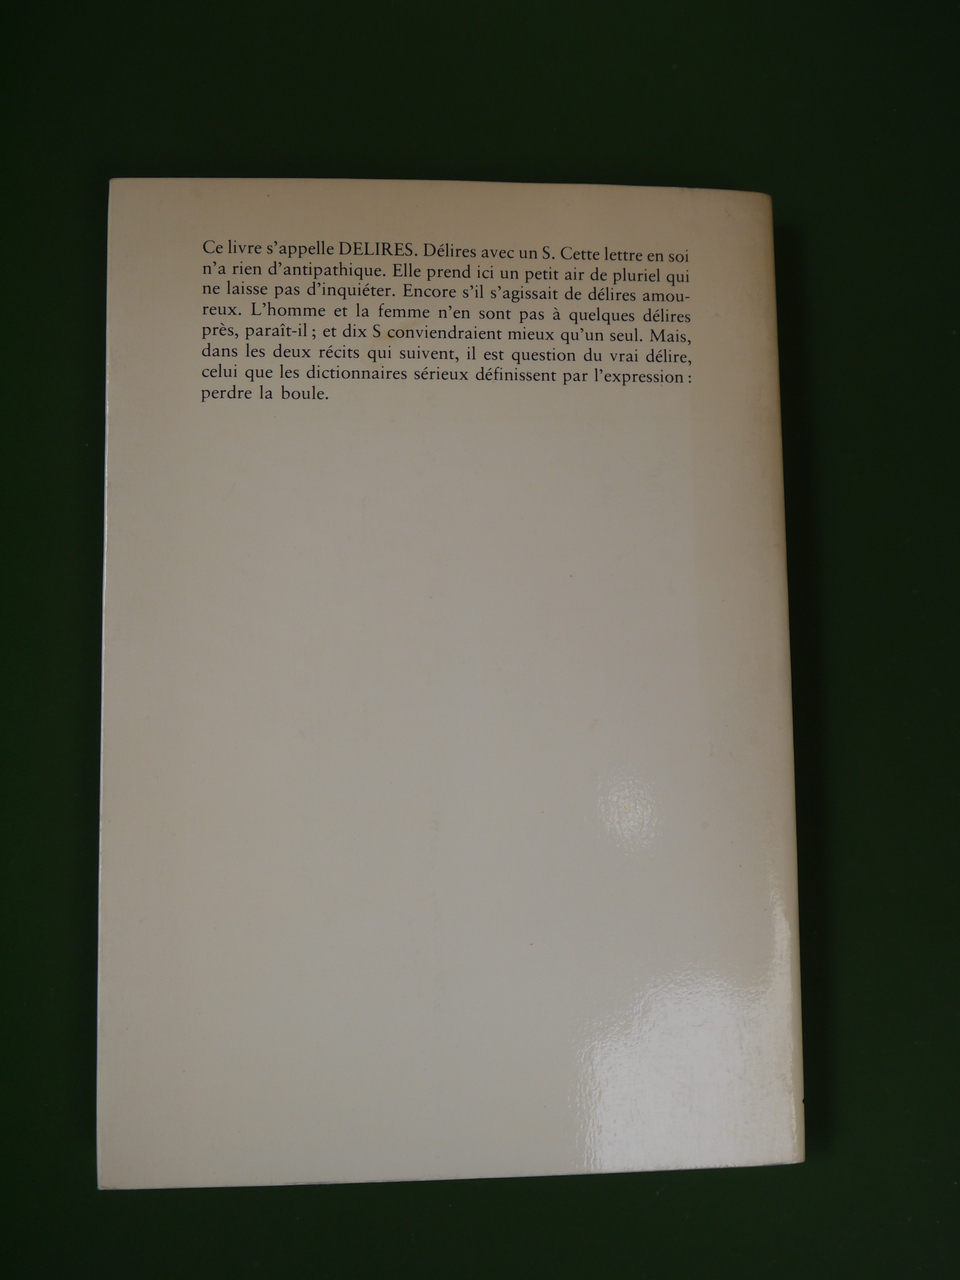 Ce livre s'appelle DELIRES. Délires avec un S. Cette lettre en soi
n'a rien d'antipathique. Elle prend ici un petit air de pluriel qui
ne laisse pas d'inquiéter. Encore s'il s'agissait de délires amou-
reux. L'homme et la femme n'en sont pas à quelques délires
près, paraît-il ; et dix S conviendraient mieux qu'un seul. Mais,
dans les deux récits qui suivent, il est question du vrai délire,
celui que les dictionnaires sérieux définissent par l'expression :
perdre la boule.